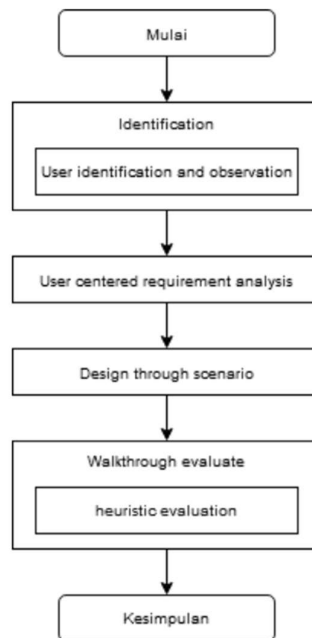 Mulai
Identification
User identification and observation
User centered requirement analysis
Design through scenario
Walkthrough evaluate
heuristic evaluation
Kesimpulan